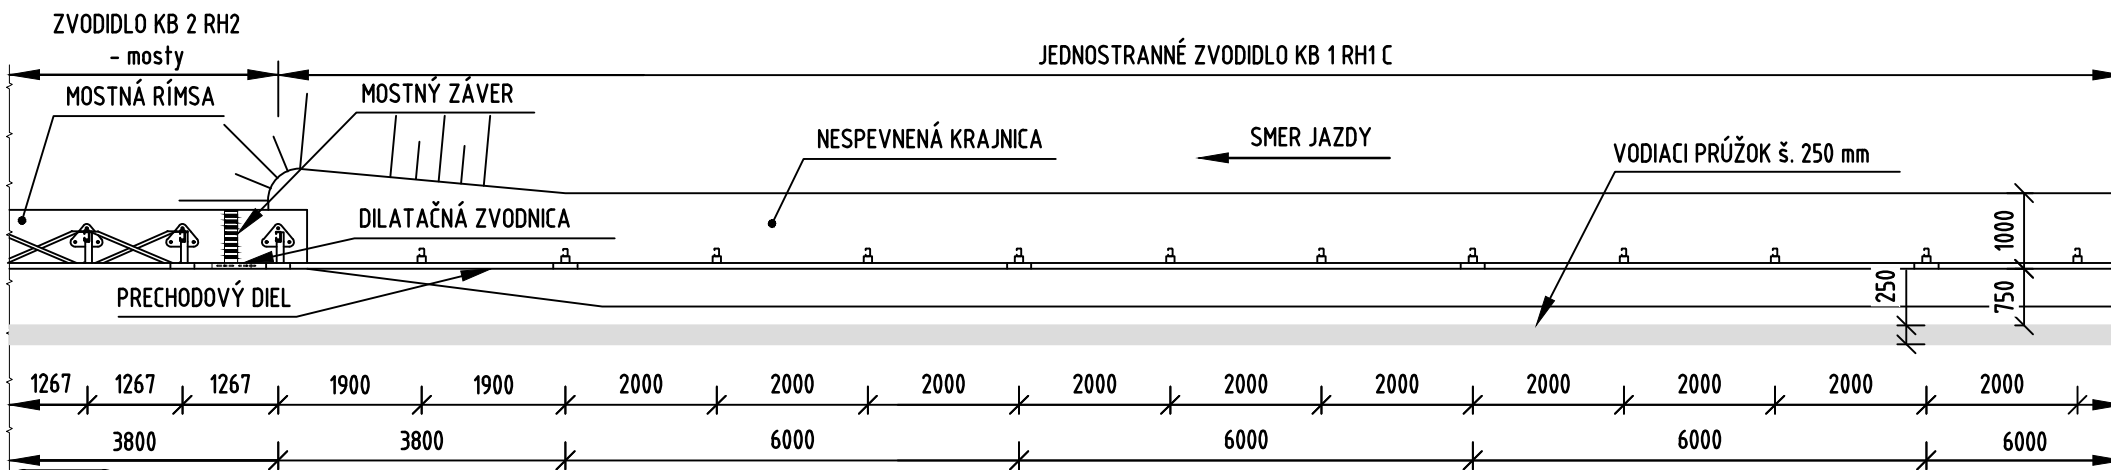 ZVODIDLO KB 2 RH2
- mosty
JEDNOSTRANNÉ ZVODIDLO KB 1 RH1 C
MOSTNÁ RÍMSA
MOSTNÝ ZÁVER
NESPEVNENÁ KRAJNICA
SMER JAZDY
VODIACI PRÚŽOK š. 250 mm
DILATAČNÁ ZVODNICA
PRECHODOVÝ DIEL
1000
250
750
1267 1267 1267 1900 1900 2000 2000 2000 2000 2000 2000 2000 2000 2000 2000
3800 3800 6000 6000 6000 6000